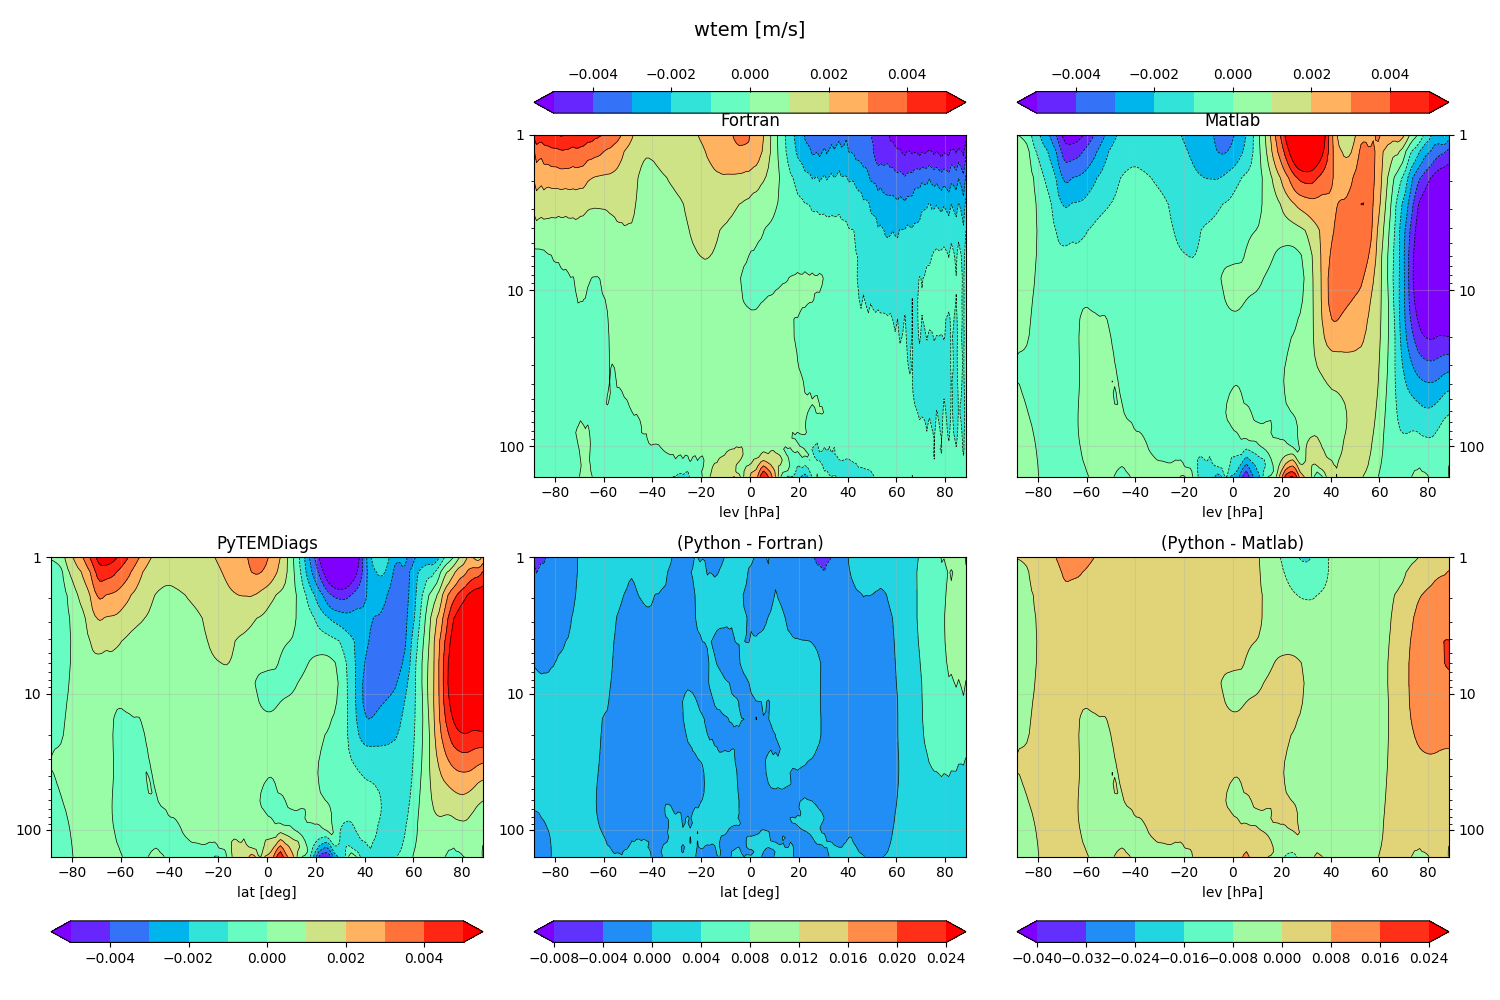 wtem [m/s]
−0.004 −0.002 0.000 0.002 0.004
−0.004 −0.002 0.000 0.002 0.004
Fortran
Matlab
1
10
100
−80 −60 −40 −20 0 20 40 60 80
lev [hPa]
1
10
100
−80 −60 −40 −20 0 20 40 60 80
lev [hPa]
PyTEMDiags
(Python - Fortran)
(Python - Matlab)
1
10
100
−80 −60 −40 −20 0 20 40 60 80
lat [deg]
1
10
100
−80 −60 −40 −20 0 20 40 60 80
lat [deg]
1
10
100
−80 −60 −40 −20 0 20 40 60 80
lev [hPa]
−0.004 −0.002 0.000 0.002 0.004
−0.008 −0.004 0.000 0.004 0.008 0.012 0.016 0.020 0.024
−0.040 −0.032 −0.024 −0.016 −0.008 0.000 0.008 0.016 0.024